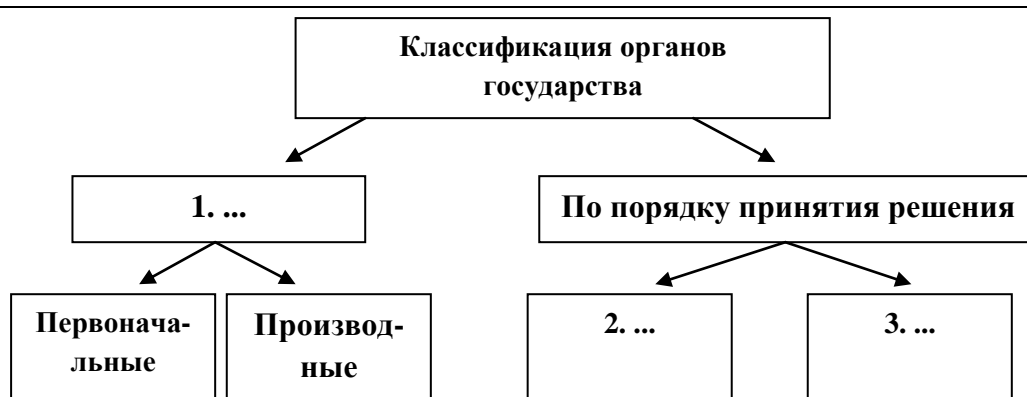 Классификация органов
государства
1. ...
По порядку принятия решения
Первонача-
льные
Производ-
ные
2. ...
3. ...